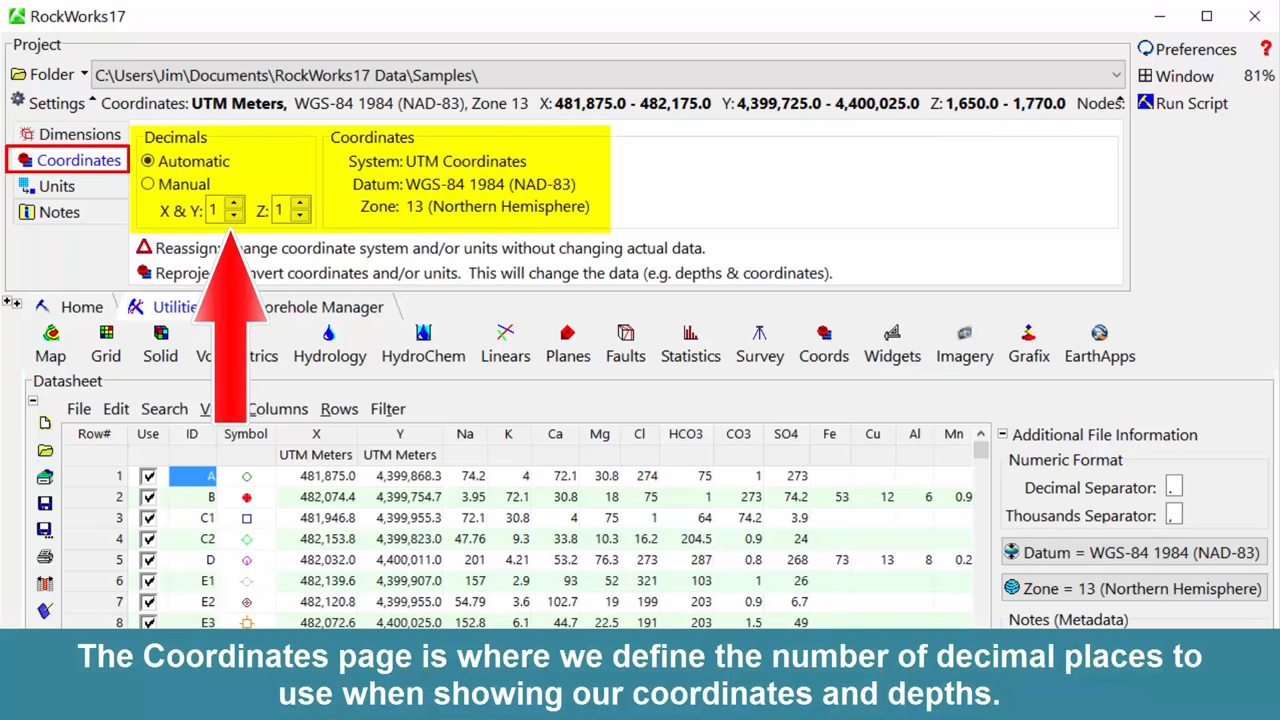 RockWorks17
Project
Folder C:\Users\Jim\Documents\RockWorks17 Data\Samples\
Preferences ?
Window 81%
Settings Coordinates: UTM Meters, WGS-84 1984 (NAD-83), Zone 13 X: 481,875.0 - 482,175.0 Y: 4,399,725.0 - 4,400,025.0 Z: 1,650.0 - 1,770.0 Nodes:
Run Script
Dimensions
Coordinates
Units
Notes
Decimals
Automatic
Manual
X & Y: 1 Z: 1
Coordinates
System: UTM Coordinates
Datum: WGS-84 1984 (NAD-83)
Zone: 13 (Northern Hemisphere)
Reassign: change coordinate system and/or units without changing actual data.
coordinates and/or units. This will change the data (e.g. depths & coordinates).
Home Utilities Borehole Manager
Map Grid Solid Hydrology HydroChem Linears Planes Faults Statistics Survey Coords Widgets Imagery Grafix EarthApps
Datasheet
File Edit Search Columns Rows Filter
Row# Use ID Symbol X Y Na K Ca Mg Cl HCO3 CO3 SO4 Fe Cu Al Mn
UTM Meters UTM Meters
1 A 481,875.0 4,399,868.3 74.2 4 72.1 30.8 274 75 1 273
2 B 482,074.4 4,399,754.7 3.95 72.1 30.8 18 75 1 273 74.2 53 12 6 0.9
3 C1 481,946.8 4,399,955.3 72.1 30.8 4 75 1 64 74.2 3.9
4 C2 482,153.8 4,399,823.0 47.76 9.3 33.8 10.3 16.2 204.5 0.9 24
5 D 482,032.0 4,400,011.0 201 4.21 53.2 76.3 273 287 0.8 268 73 13 8 0.2
6 E1 482,139.6 4,399,907.0 157 2.9 93 52 321 103 1 26
7 E2 482,120.8 4,399,955.0 54.79 3.6 102.7 19 199 203 0.9 6.7
8 E3 482,072.6 4,400,025.0 152.8 6.1 44.7 22.5 191 203 1.5 49
Additional File Information
Numeric Format
Decimal Separator: .
Thousands Separator: ,
Datum = WGS-84 1984 (NAD-83)
Zone = 13 (Northern Hemisphere)
Notes (Metadata)
The Coordinates page is where we define the number of decimal places to
use when showing our coordinates and depths.